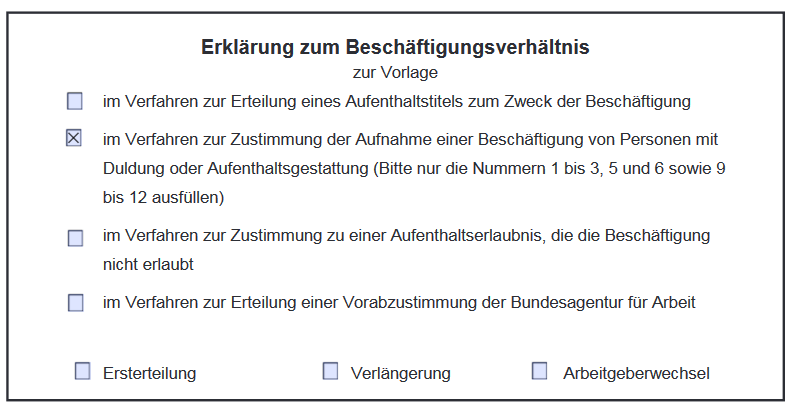 Erklärung zum Beschäftigungsverhältnis
zur Vorlage
im Verfahren zur Erteilung eines Aufenthaltstitels zum Zweck der Beschäftigung
im Verfahren zur Zustimmung der Aufnahme einer Beschäftigung von Personen mit
Duldung oder Aufenthaltsgestattung (Bitte nur die Nummern 1 bis 3, 5 und 6 sowie 9
bis 12 ausfüllen)
im Verfahren zur Zustimmung zu einer Aufenthaltserlaubnis, die die Beschäftigung
nicht erlaubt
im Verfahren zur Erteilung einer Vorabzustimmung der Bundesagentur für Arbeit
Ersterteilung Verlängerung Arbeitgeberwechsel